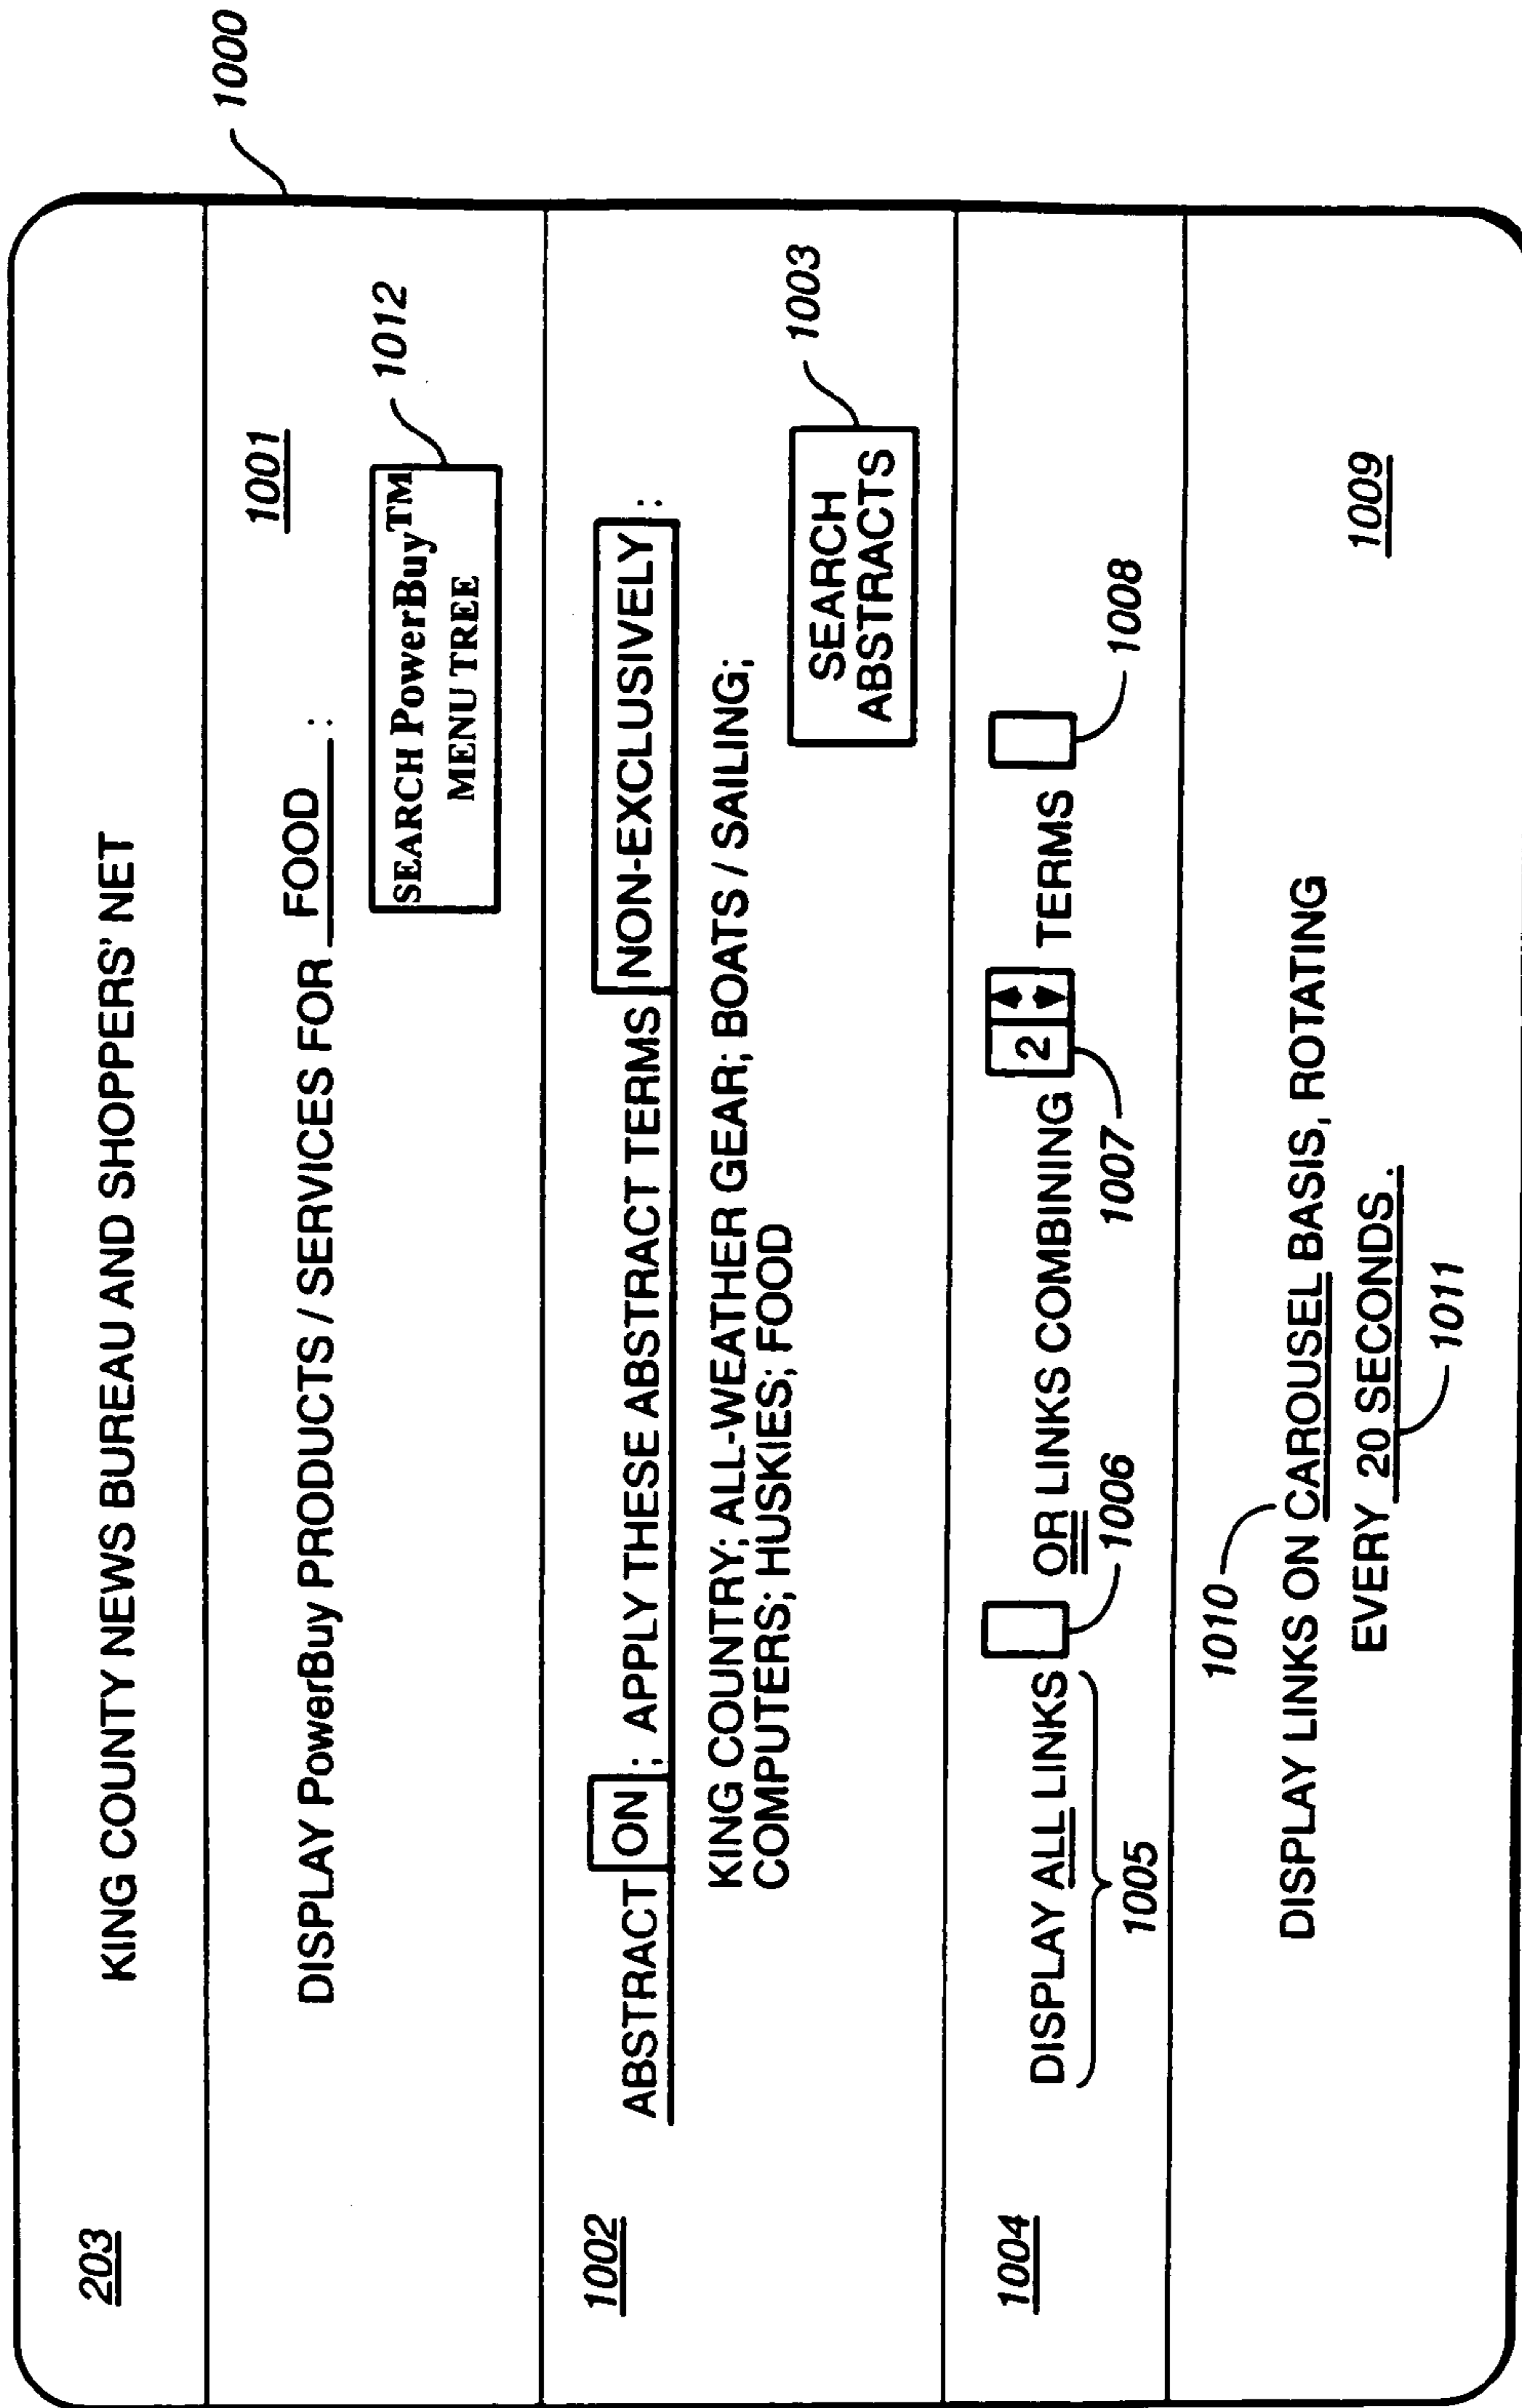 1000
203
KING COUNTY NEWS BUREAU AND SHOPPERS' NET
1001
DISPLAY PowerBuy PRODUCTS / SERVICES FOR FOOD :
SEARCH PowerBuy™
MENU TREE
1012
1002
ABSTRACT ON : APPLY THESE ABSTRACT TERMS NON-EXCLUSIVELY :
KING COUNTRY; ALL-WEATHER GEAR; BOATS / SAILING;
COMPUTERS; HUSKIES; FOOD
SEARCH
ABSTRACTS
1003
1004
DISPLAY ALL LINKS OR LINKS COMBINING 2 TERMS
1005
1006
1007
1008
1009
1010
DISPLAY LINKS ON CAROUSEL BASIS, ROTATING
EVERY 20 SECONDS .
1011